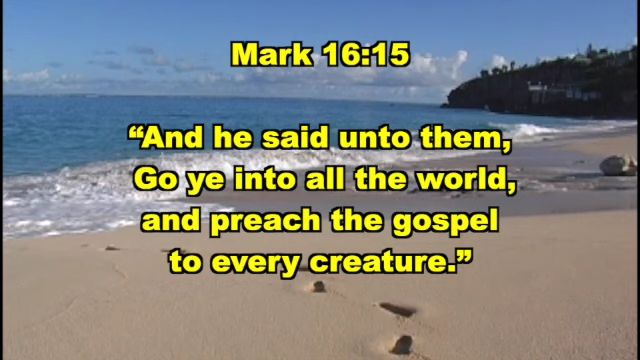 Mark 16:15
“And he said unto them,
Go ye into all the world,
and preach the gospel
to every creature.”